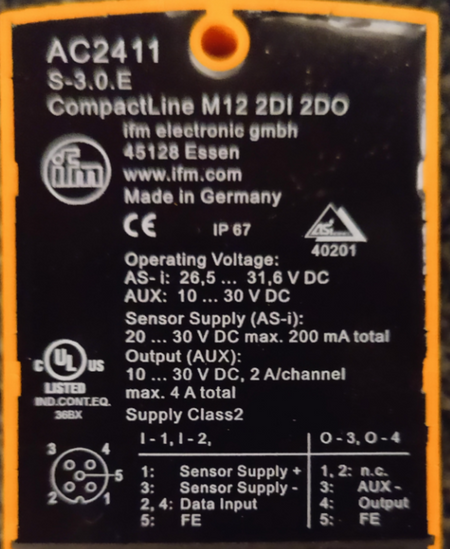 AC2411
S-3.0.E
CompactLine M12 2DI 2DO
ifm electronic gmbh
45128 Essen
www.ifm.com
Made in Germany
ifm
CE IP 67
ASi
40201
Operating Voltage:
AS- i: 26,5 ... 31,6 V DC
AUX: 10 ... 30 V DC
Sensor Supply (AS-i):
20 ... 30 V DC max. 200 mA total
Output (AUX):
10 ... 30 V DC, 2 A/channel
max. 4 A total
Supply Class2
C UL US
LISTED
IND.CONT.EQ.
36BX
3 4
5
2 1
I - 1, I - 2, O - 3, O - 4
1: Sensor Supply + 1, 2: n.c.
3: Sensor Supply - 3: AUX -
2, 4: Data Input 4: Output
5: FE 5: FE